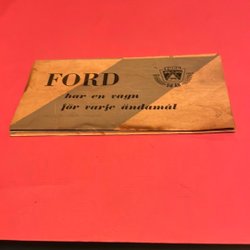 FORD
har en vagn
för varje ändamål